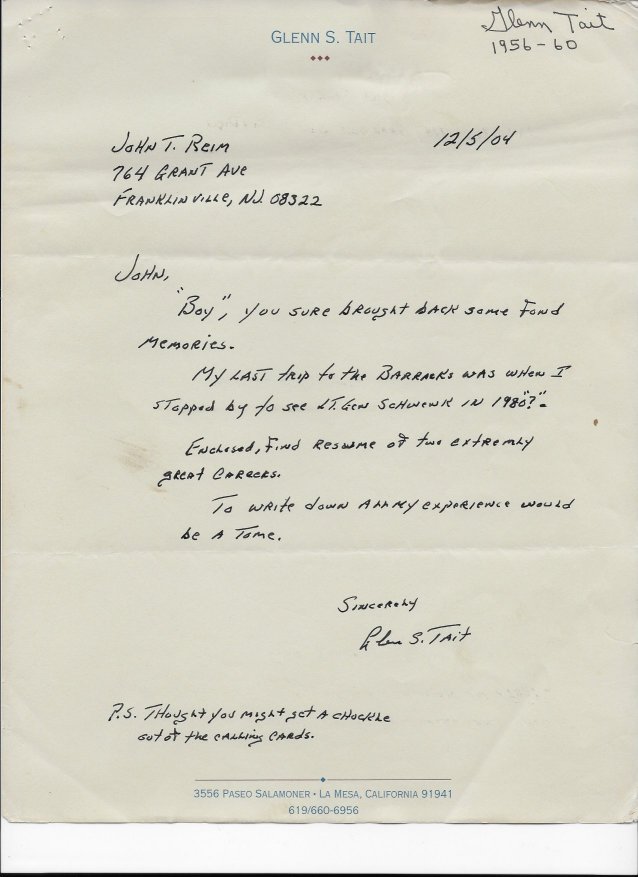 GLENN S. TAIT
Glenn Tait
1956-60
12/5/04
JOHN T. REIM
764 GRANT AVE
FRANKLINVILLE, NJ 08322
JOHN,
"Boy", you sure brought back some fond
memories.
My last trip to the Barracks was when I
stopped by to see LT. Gen Schwenk in 1980"?".
Enclosed, find resume of two extremly
great careers.
To write down all my experience would
be a tome.
Sincerely
Glenn S. Tait
P.S. Thought you might get a chuckle
out of the calling cards.
3556 PASEO SALAMONER • LA MESA, CALIFORNIA 91941
619/660-6956